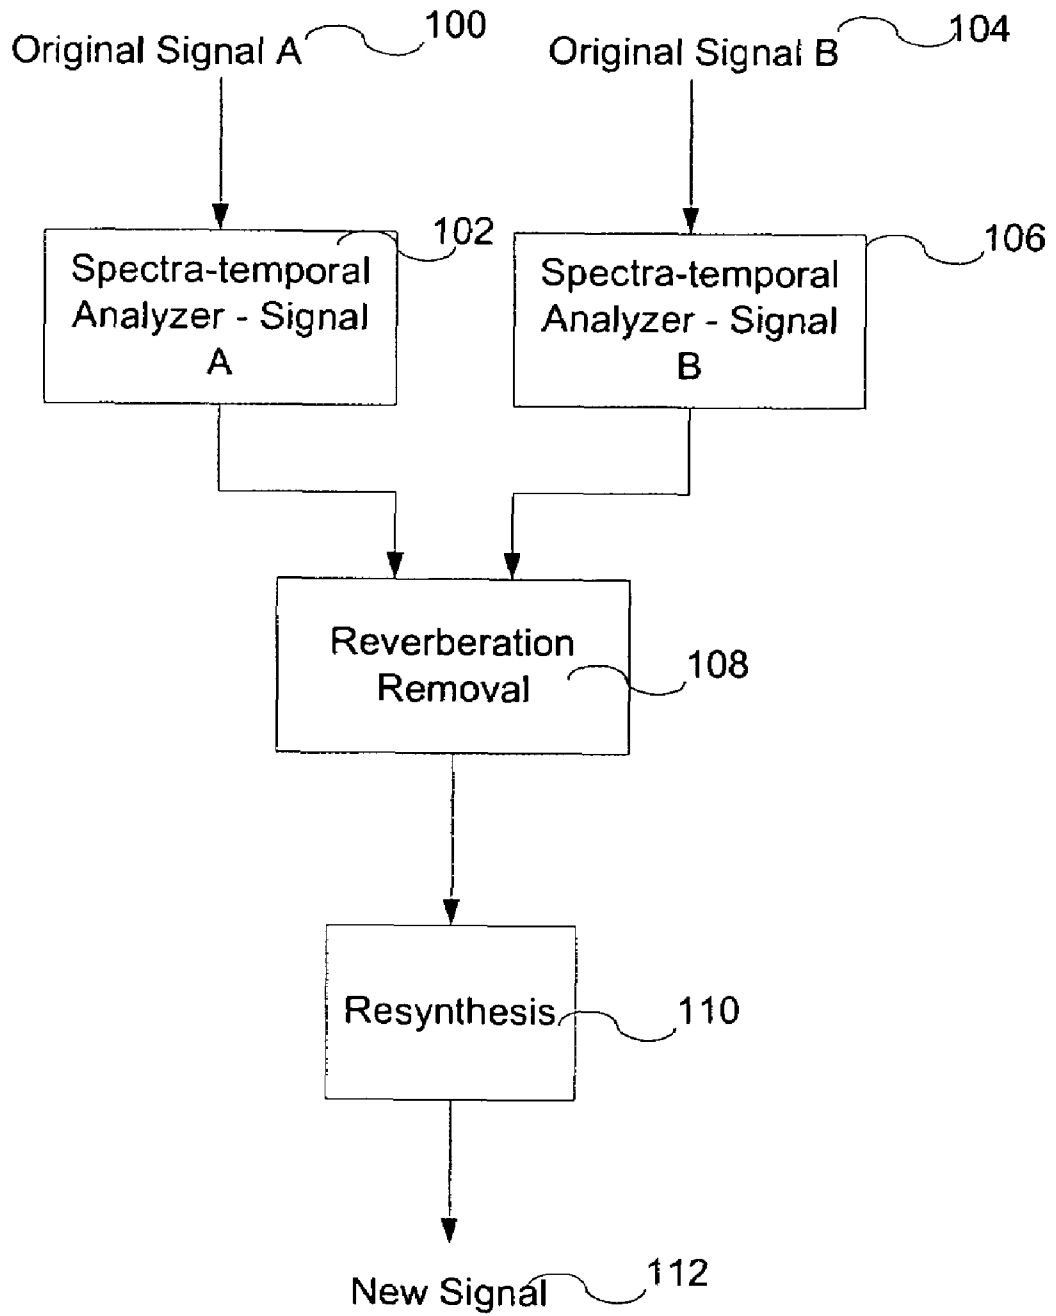 Original Signal A
100
Original Signal B
104
102
Spectra-temporal
Analyzer - Signal
A
106
Spectra-temporal
Analyzer - Signal
B
Reverberation
Removal
108
Resynthesis
110
New Signal
112